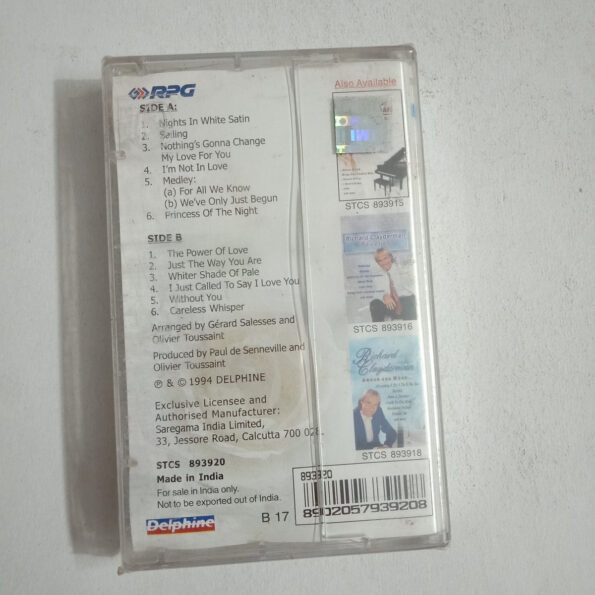 RPG
SIDE A:
1. Nights In White Satin
2. Sailing
3. Nothing's Gonna Change
My Love For You
4. I'm Not In Love
5. Medley:
(a) For All We Know
(b) We've Only Just Begun
6. Princess Of The Night
SIDE B
1. The Power Of Love
2. Just The Way You Are
3. Whiter Shade Of Pale
4. I Just Called To Say I Love You
5. Without You
6. Careless Whisper
Arranged by Gérard Salesses and
Olivier Toussaint
Produced by Paul de Senneville and
Olivier Toussaint
℗ & © 1994 DELPHINE
Exclusive Licensee and
Authorised Manufacturer:
Saregama India Limited,
33, Jessore Road, Calcutta 700 028.
STCS 893920
Made in India
For sale in India only.
Not to be exported out of India.
Delphine
B 17
Also Available
STCS 893915
Richard Clayderman
STCS 893916
Richard
Clayderman
STCS 893918
893920
8902057939208